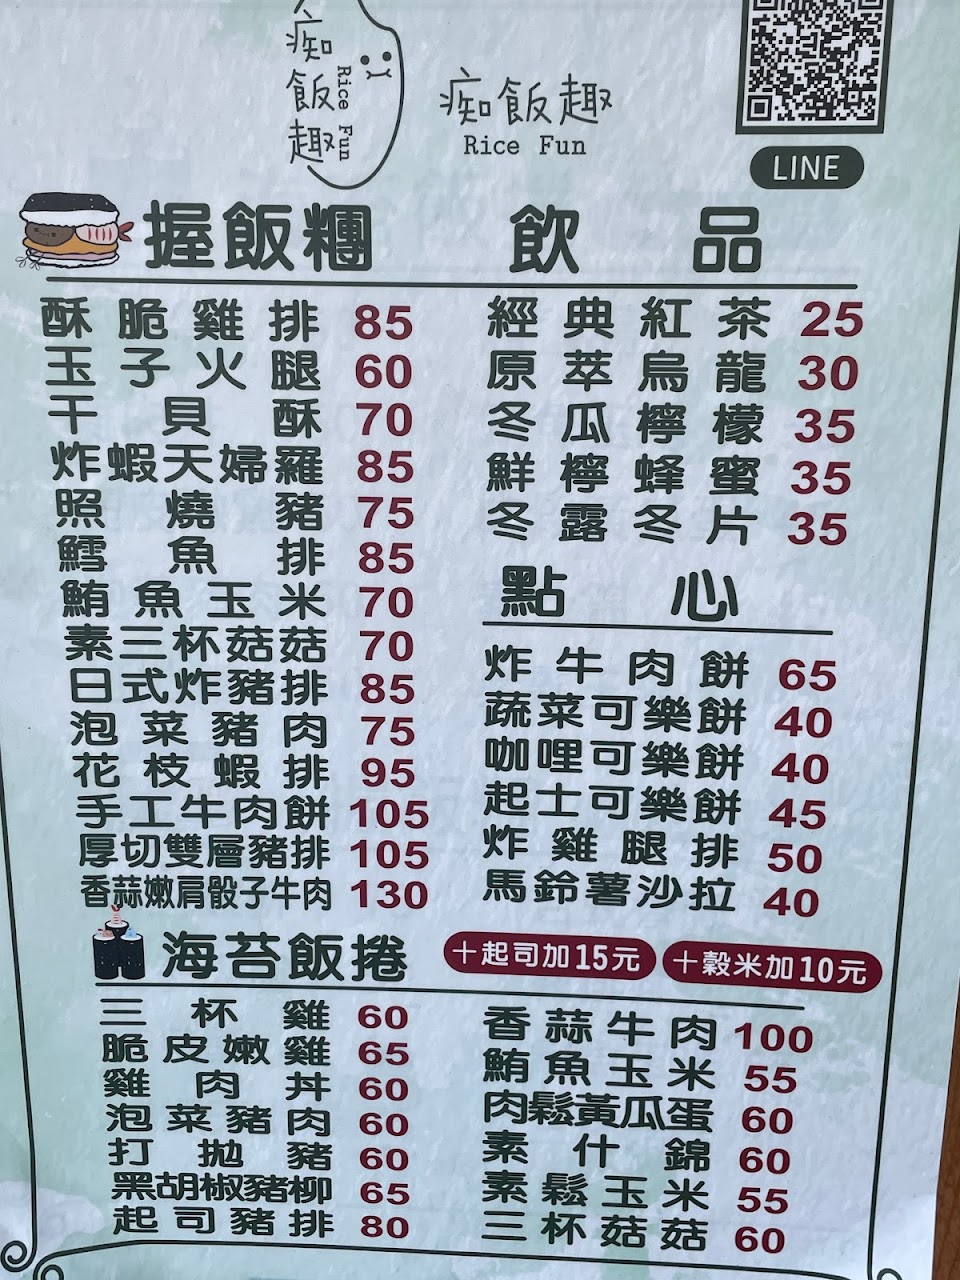 痴飯趣
Rice Fun
痴飯趣
Rice Fun
LINE
握飯糰
酥脆雞排 85
玉子火腿 60
干貝酥 70
炸蝦天婦羅 85
照燒豬 75
鱈魚排 85
鮪魚玉米 70
素三杯菇菇 70
日式炸豬排 85
泡菜豬肉 75
花枝蝦排 95
手工牛肉餅 105
厚切雙層豬排 105
香蒜嫩肩骰子牛肉 130
飲品
經典紅茶 25
原萃烏龍 30
冬瓜檸檬 35
鮮檸蜂蜜 35
冬露冬片 35
點心
炸牛肉餅 65
蔬菜可樂餅 40
咖哩可樂餅 40
起士可樂餅 45
炸雞腿排 50
馬鈴薯沙拉 40
海苔飯捲
+起司加15元
+穀米加10元
三杯雞 60
脆皮嫩雞 65
雞肉丼 60
泡菜豬肉 60
打拋豬 60
黑胡椒豬柳 65
起司豬排 80
香蒜牛肉 100
鮪魚玉米 55
肉鬆黃瓜蛋 60
素什錦 60
素鬆玉米 55
三杯菇菇 60